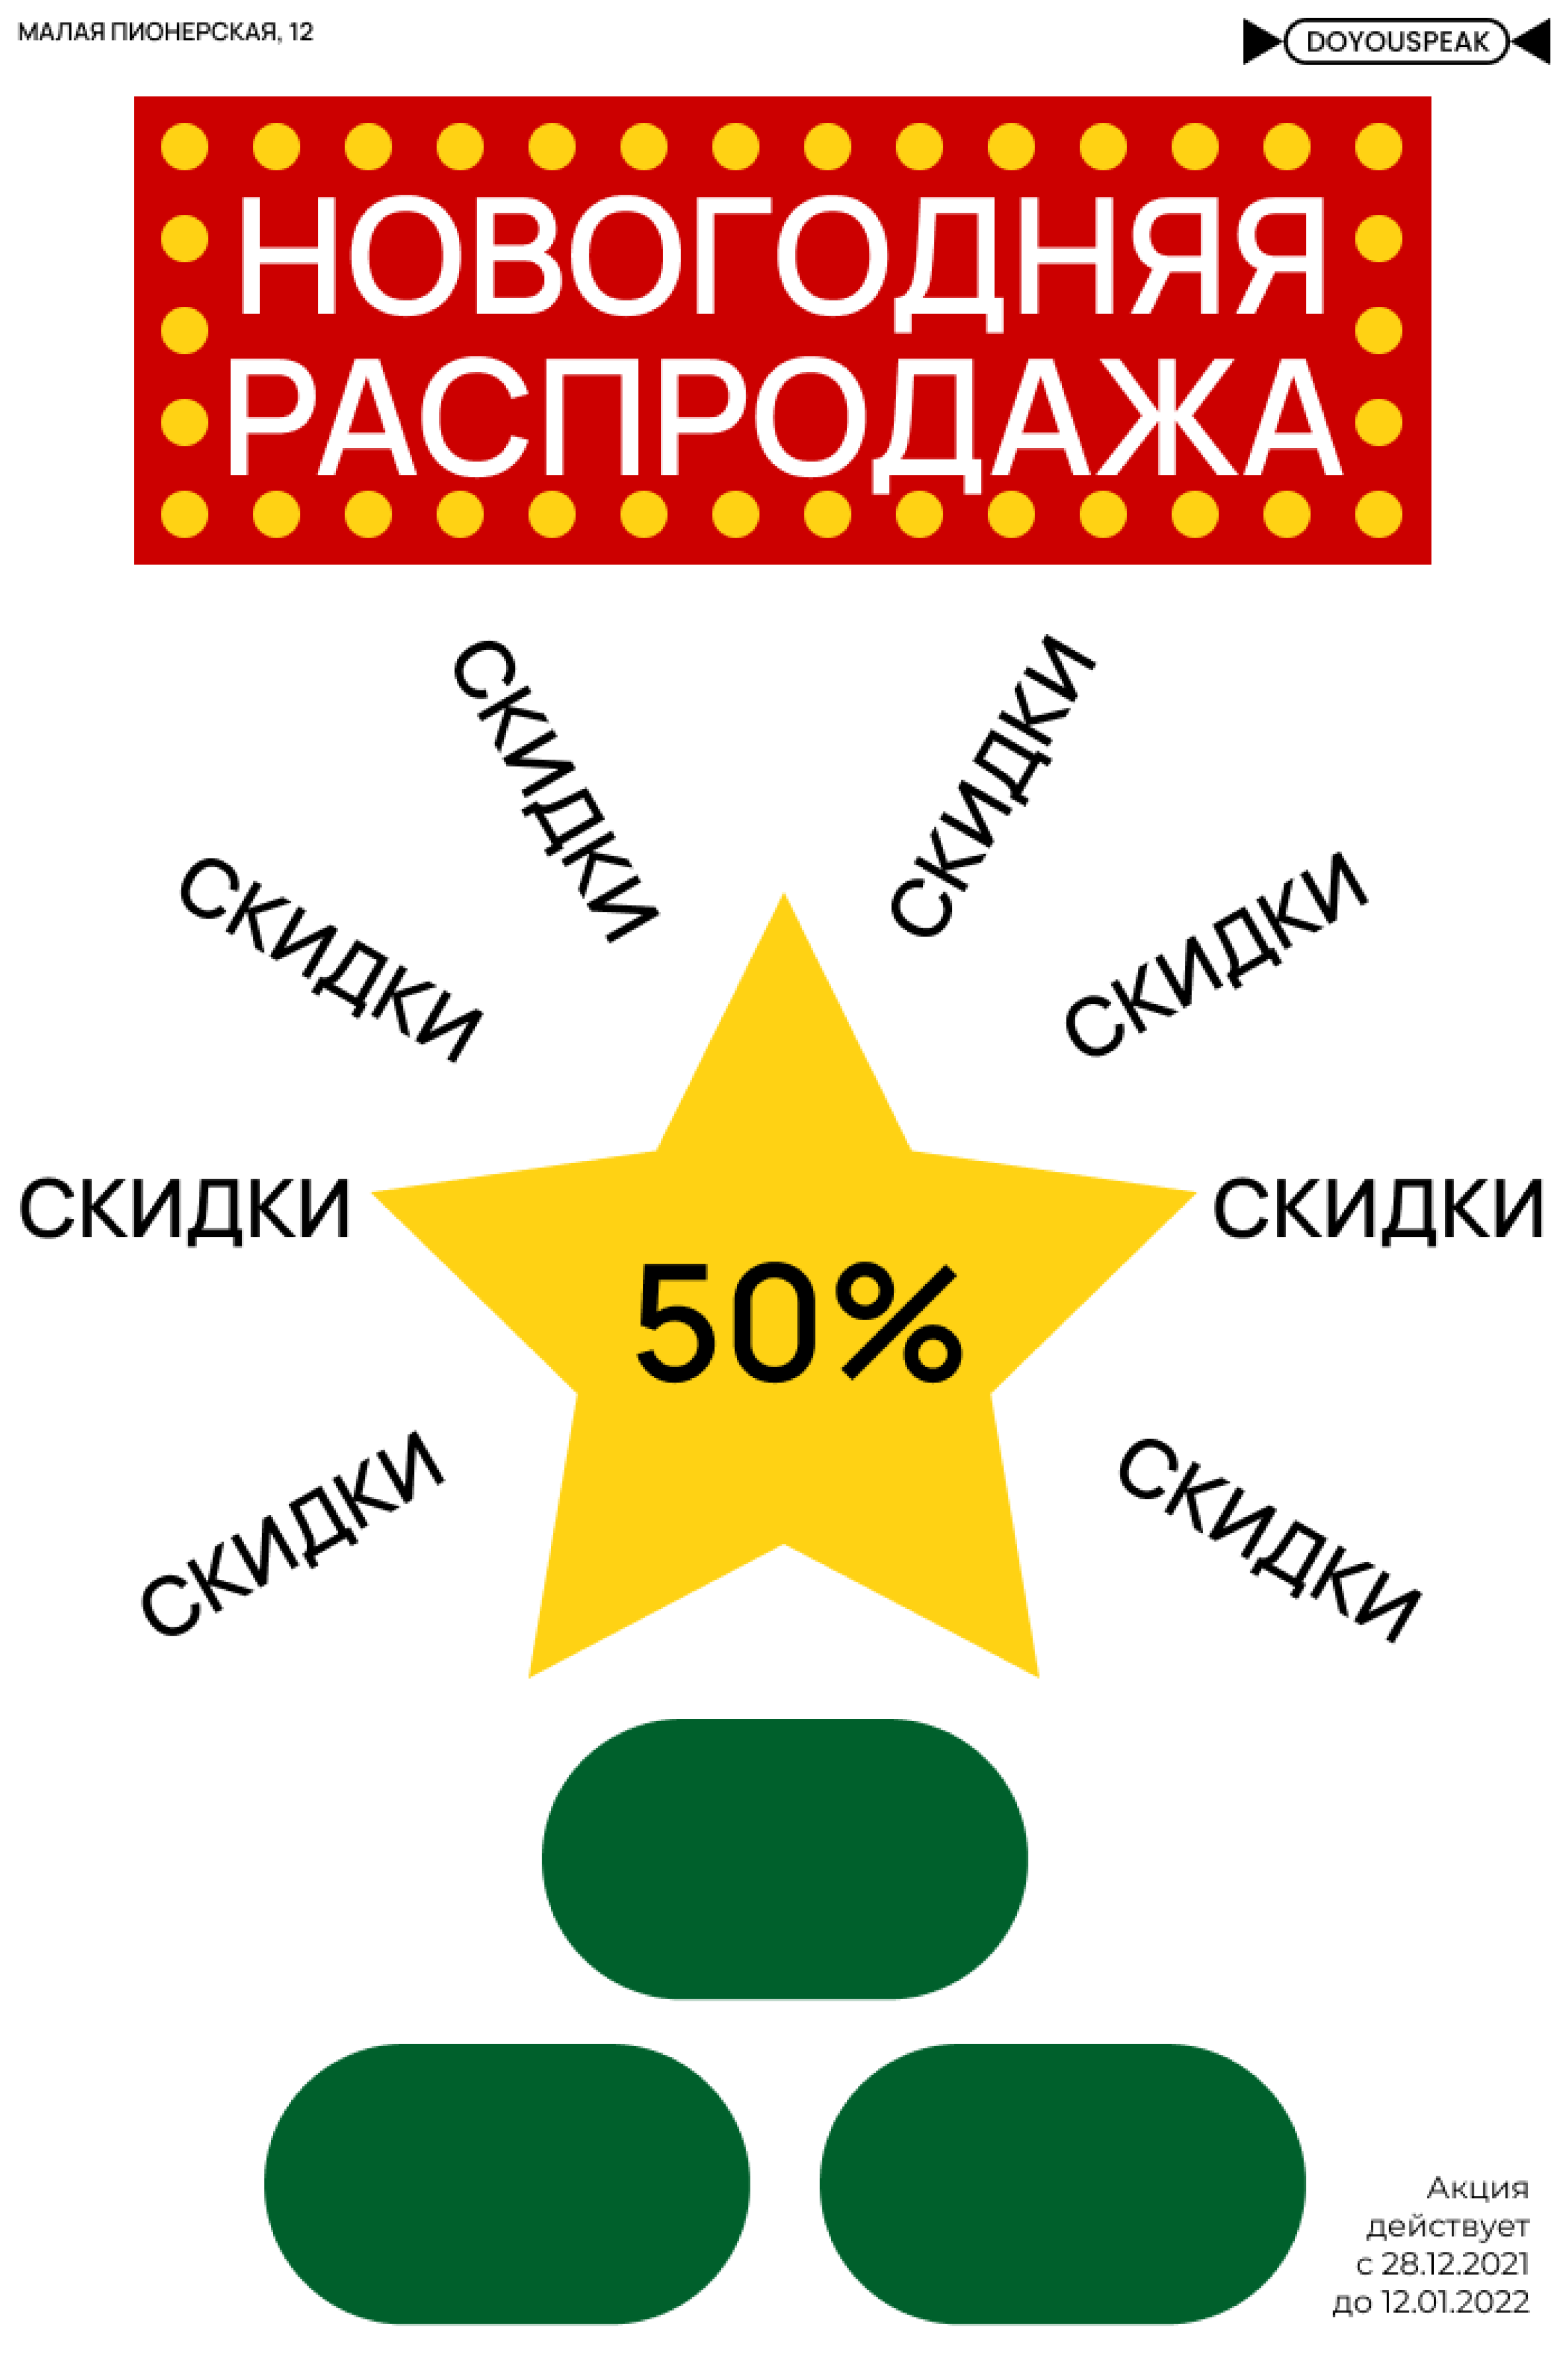 МАЛАЯ ПИОНЕРСКАЯ, 12
DOYOUSPEAK
НОВОГОДНЯЯ
РАСПРОДАЖА
СКИДКИ
СКИДКИ
СКИДКИ
СКИДКИ
СКИДКИ
СКИДКИ
50%
СКИДКИ
СКИДКИ
Акция
действует
с 28.12.2021
до 12.01.2022